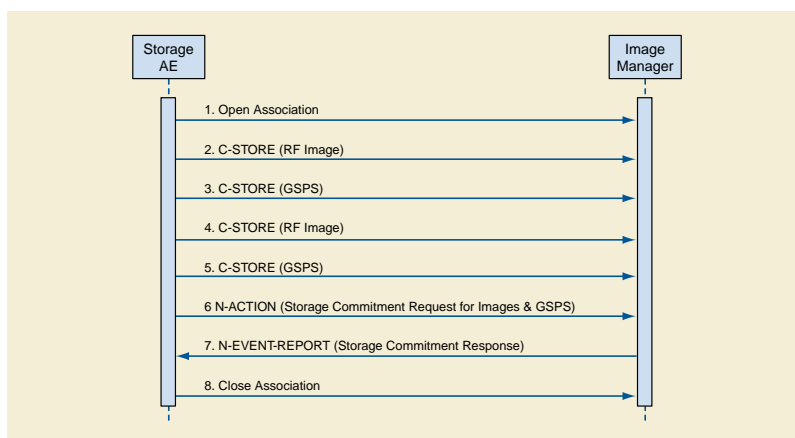 Storage
AE
Image
Manager
1. Open Association
2. C-STORE (RF Image)
3. C-STORE (GSPS)
4. C-STORE (RF Image)
5. C-STORE (GSPS)
6 N-ACTION (Storage Commitment Request for Images & GSPS)
7. N-EVENT-REPORT (Storage Commitment Response)
8. Close Association